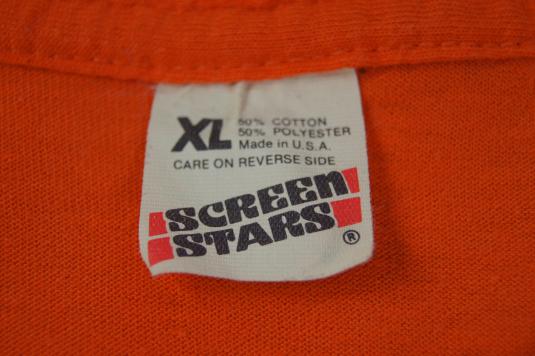 XL
50% COTTON
50% POLYESTER
Made in U.S.A.
CARE ON REVERSE SIDE
SCREEN
STARS
®